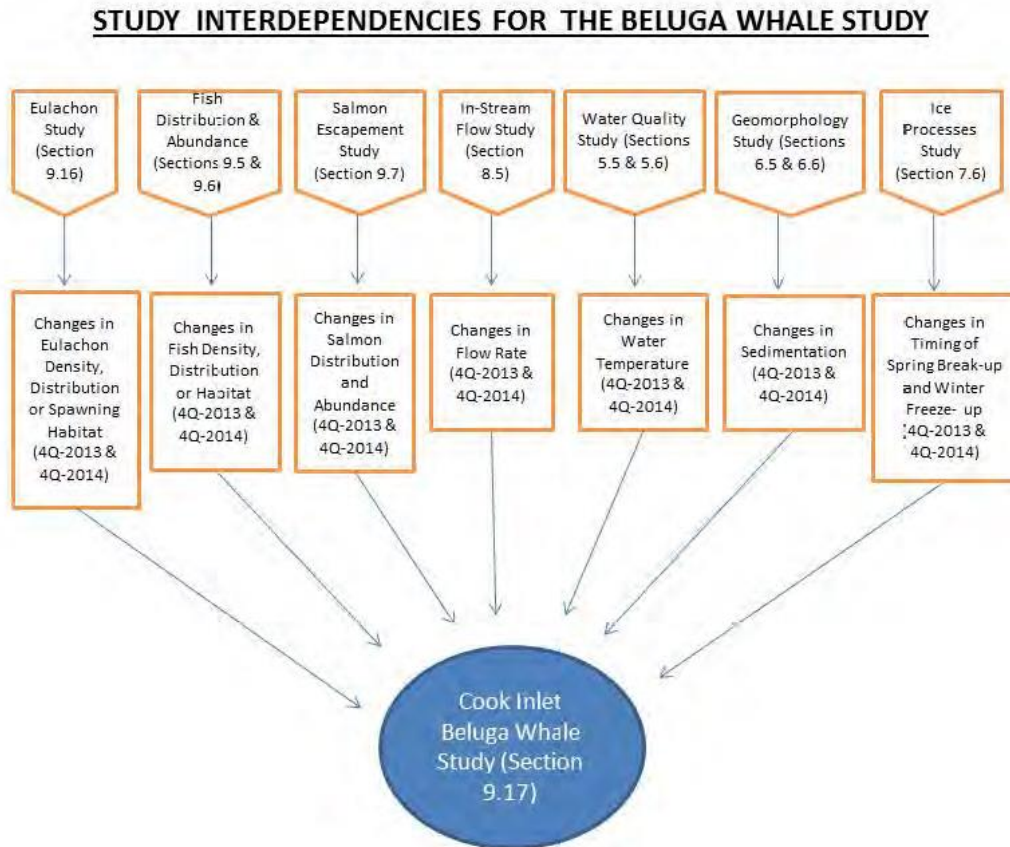 STUDY INTERDEPENDENCIES FOR THE BELUGA WHALE STUDY
Eulachon
Study
(Section
9.16)
Fish
Distribution &
Abundance
(Sections 9.5 &
9.6)
Salmon
Escapement
Study
(Section 9.7)
In-Stream
Flow Study
(Section
8.5)
Water Quality
Study (Sections
5.5 & 5.6)
Geomorphology
Study (Sections
6.5 & 6.6)
Ice
Processes
Study
(Section 7.6)
Changes in
Eulachon
Density,
Distribution
or Spawning
Habitat
(4Q-2013 &
4Q-2014)
Changes in
Fish Density,
Distribution
or Habitat
(4Q-2013 &
4Q-2014)
Changes in
Salmon
Distribution
and
Abundance
(4Q-2013 &
4Q-2014)
Changes in
Flow Rate
(4Q-2013 &
4Q-2014)
Changes in
Water
Temperature
(4Q-2013 &
4Q-2014)
Changes in
Sedimentation
(4Q-2013 &
4Q-2014)
Changes in
Timing of
Spring Break-up
and Winter
Freeze- up
(4Q-2013 &
4Q-2014)
Cook Inlet
Beluga Whale
Study (Section
9.17)